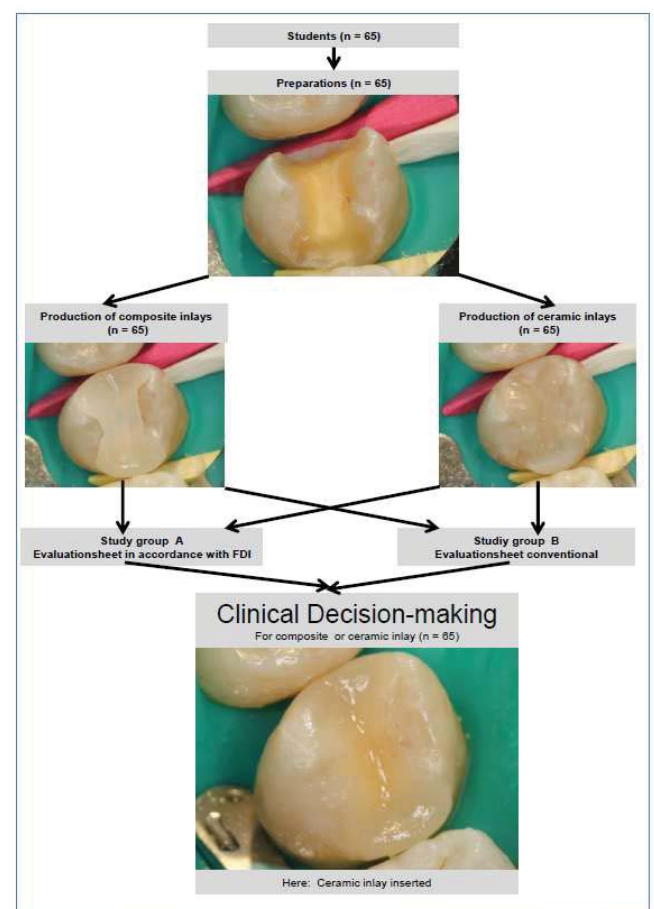 Students (n = 65)
Preparations (n = 65)
Production of composite inlays
(n = 65)
Production of ceramic inlays
(n = 65)
Study group A
Evaluationsheet in accordance with FDI
Studiy group B
Evaluationsheet conventional
Clinical Decision-making
For composite or ceramic inlay (n = 65)
Here: Ceramic inlay inserted